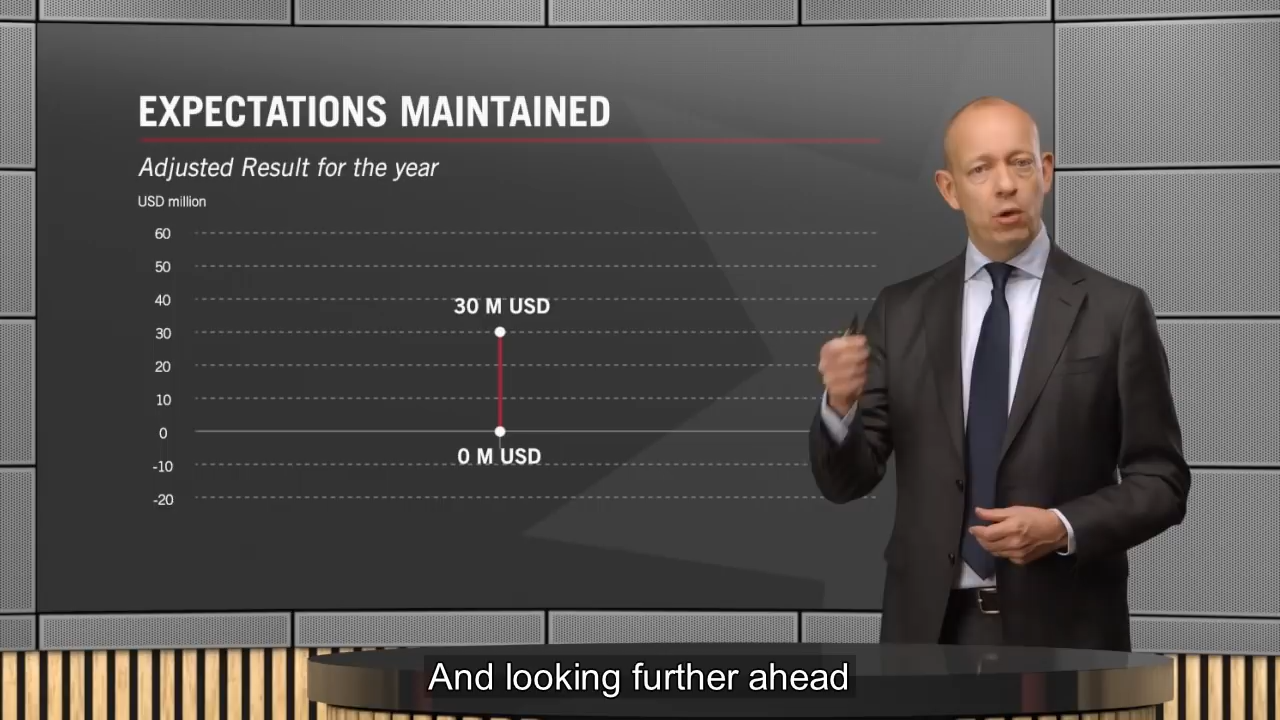 EXPECTATIONS MAINTAINED
Adjusted Result for the year
USD million
60
50
40
30 M USD
30
20
10
0
0 M USD
-10
-20
And looking further ahead